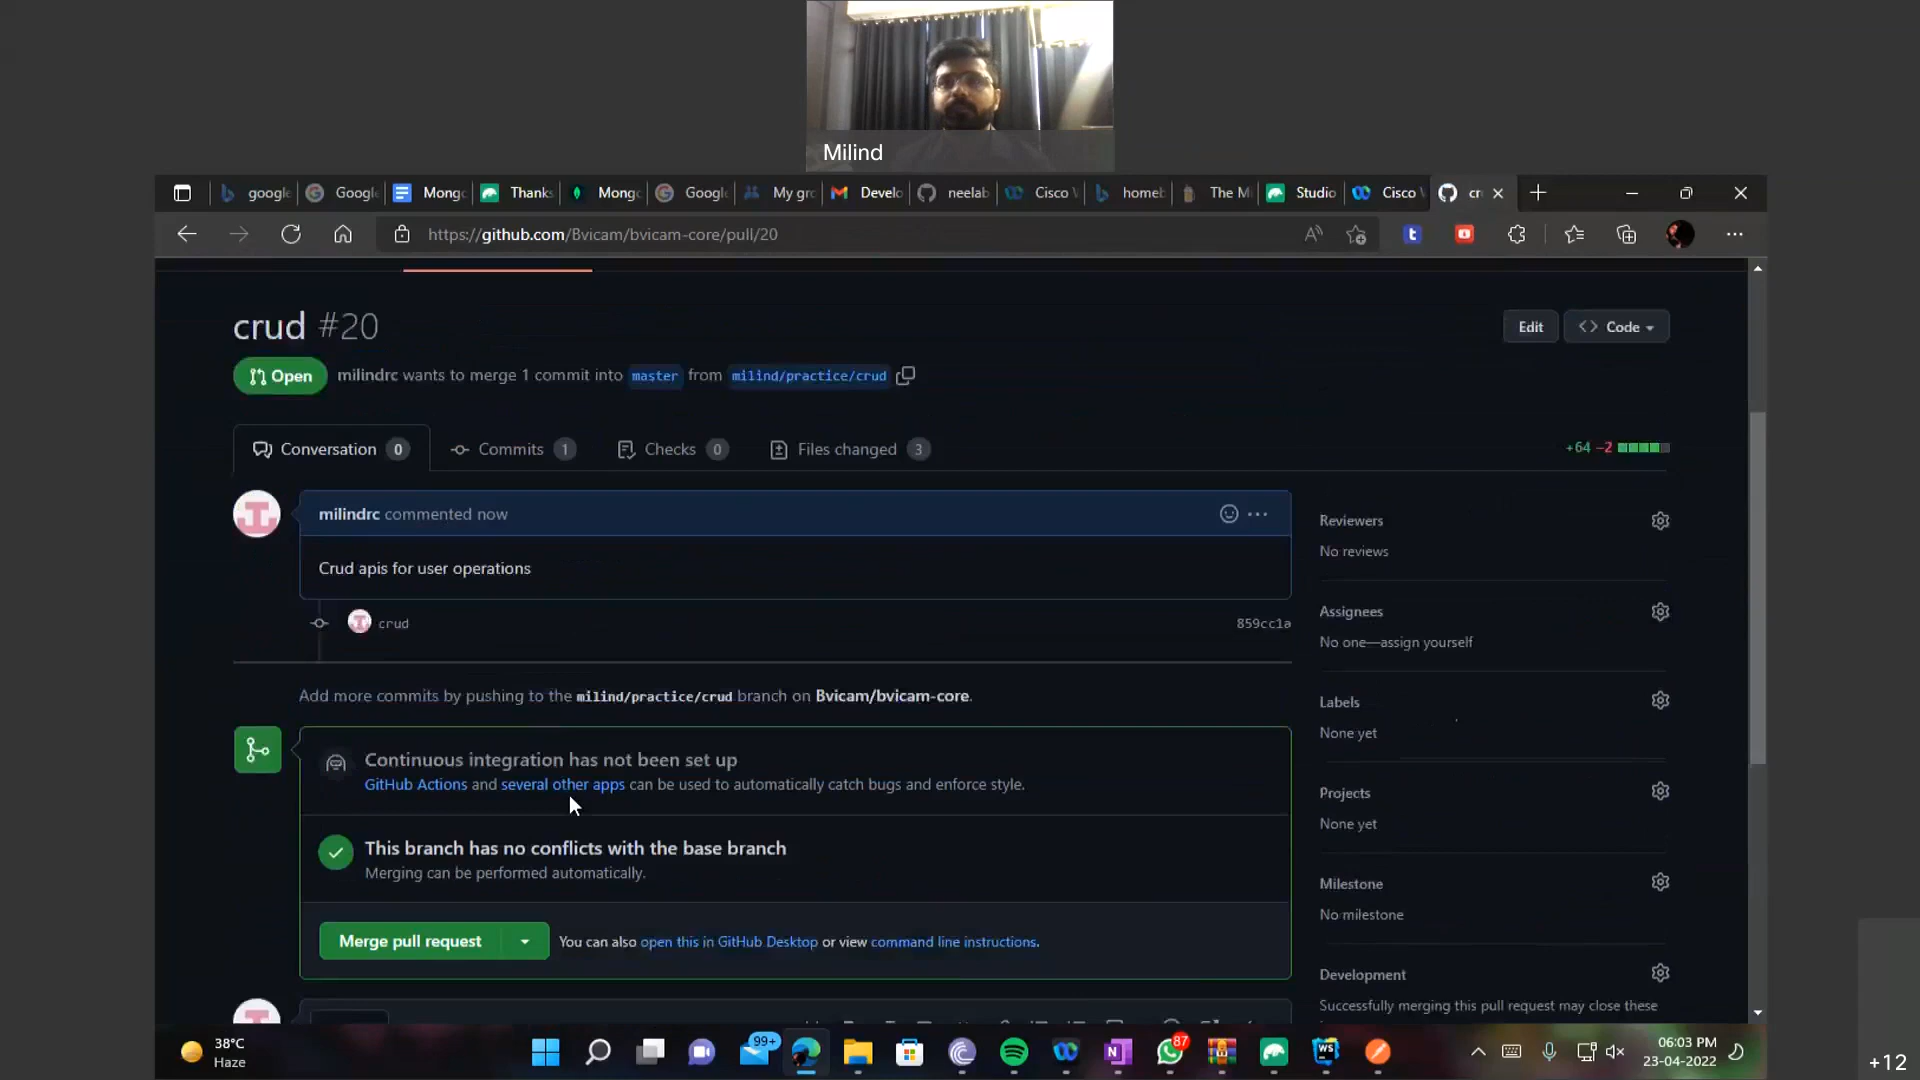 Milind
google
Googl
Mongo
Thanks
Mongo
Googl
My gr
Develo
neelab
Cisco
homeb
The M
Studio
Cisco
cr
https://github.com/Bvicam/bvicam-core/pull/20
crud #20
Edit
Code
Open
milindrc wants to merge 1 commit into master from milind/practice/crud
Conversation 0
Commits 1
Checks 0
Files changed 3
+64 −2
milindrc commented now
Crud apis for user operations
crud
859cc1a
Add more commits by pushing to the milind/practice/crud branch on Bvicam/bvicam-core.
Continuous integration has not been set up
GitHub Actions and several other apps can be used to automatically catch bugs and enforce style.
This branch has no conflicts with the base branch
Merging can be performed automatically.
Merge pull request
You can also open this in GitHub Desktop or view command line instructions.
Reviewers
No reviews
Assignees
No one—assign yourself
Labels
None yet
Projects
None yet
Milestone
No milestone
Development
Successfully merging this pull request may close these
38°C
Haze
99+
87
WS
06:03 PM
23-04-2022
+12